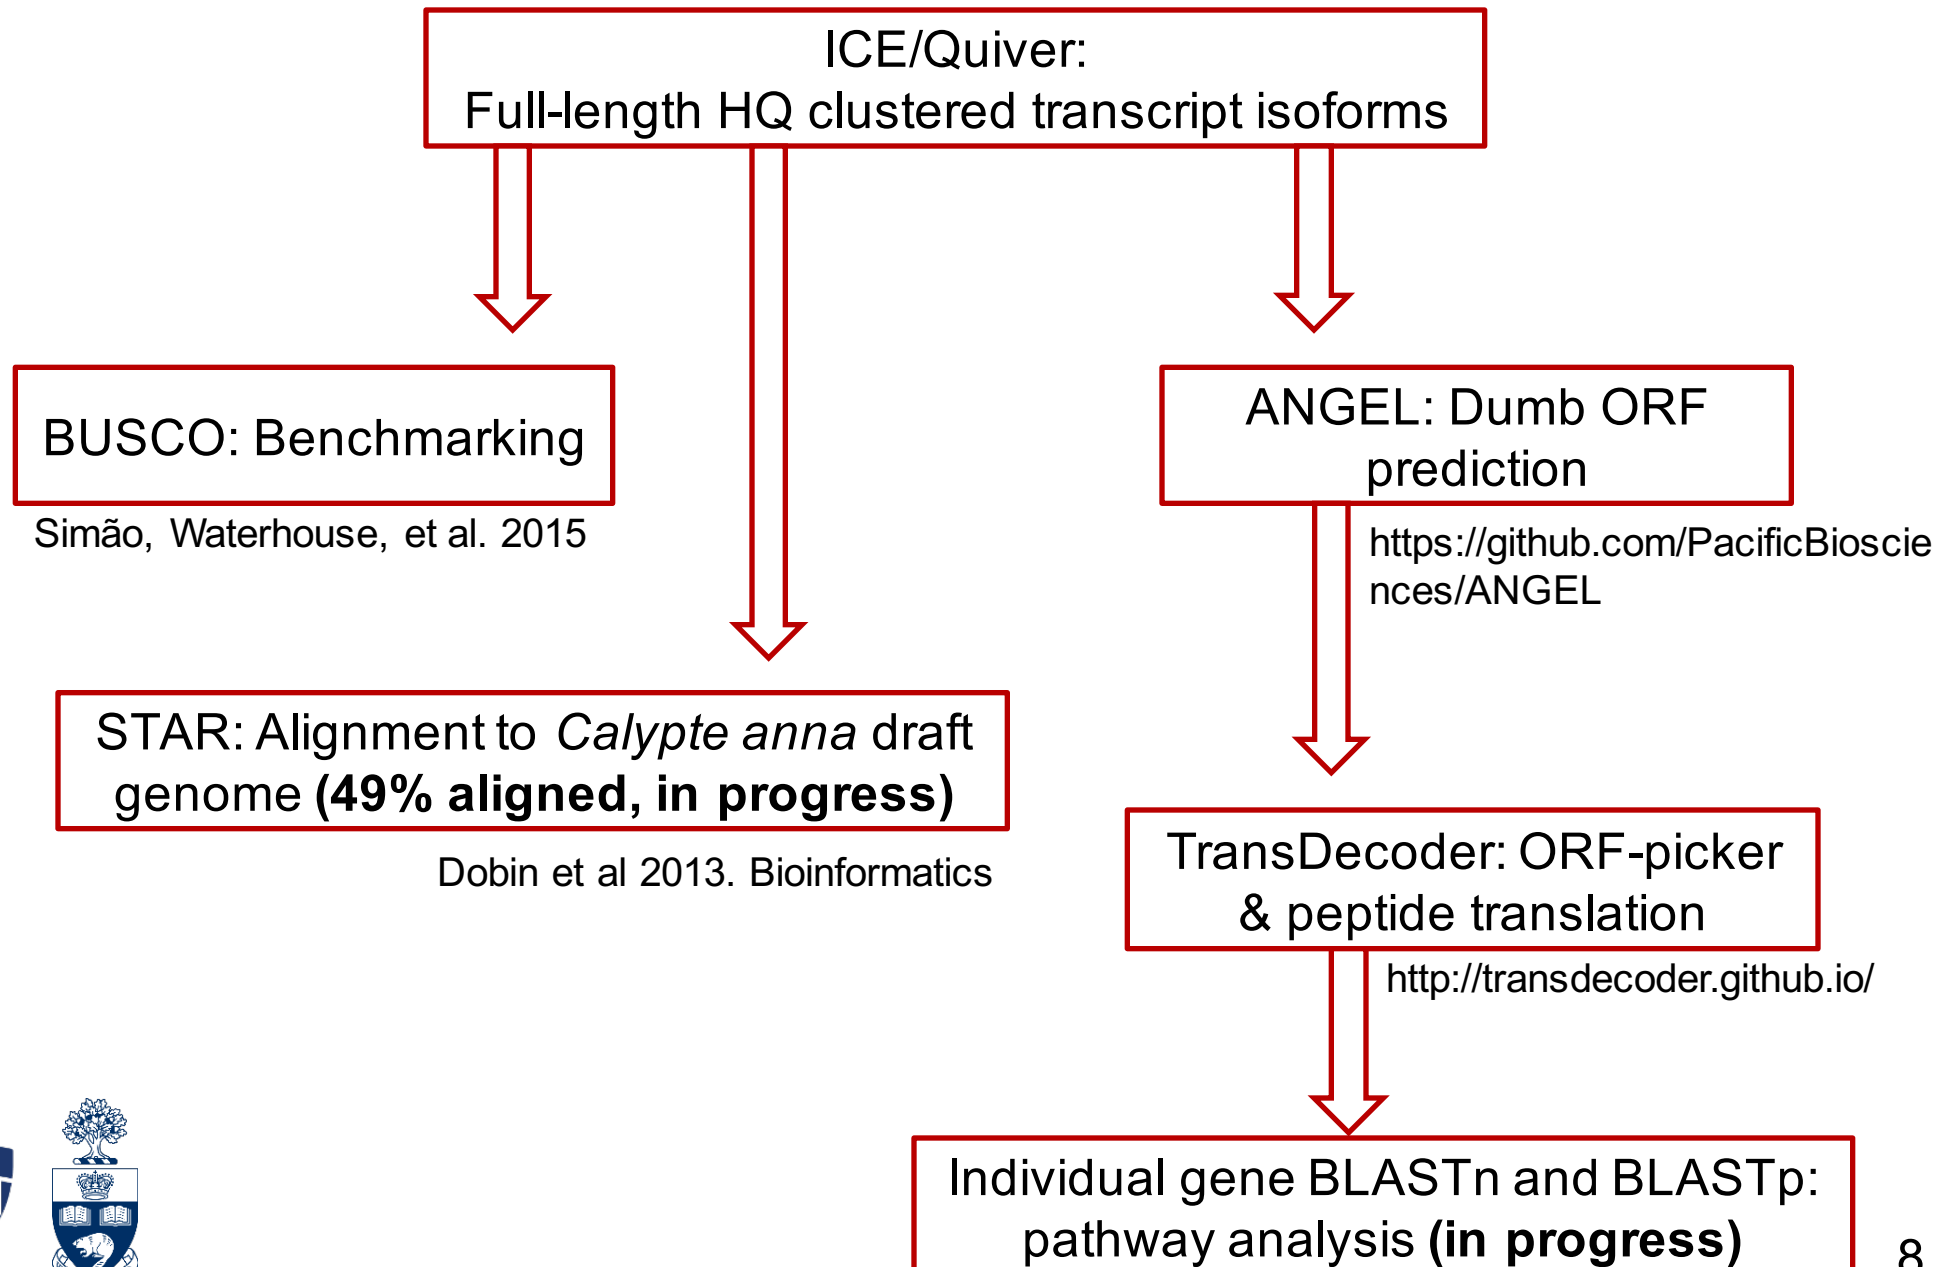 ICE/Quiver:
Full-length HQ clustered transcript isoforms
BUSCO: Benchmarking
Simão, Waterhouse, et al. 2015
ANGEL: Dumb ORF
prediction
https://github.com/PacificBioscie
nces/ANGEL
STAR: Alignment to Calypte anna draft
genome (49% aligned, in progress)
Dobin et al 2013. Bioinformatics
TransDecoder: ORF-picker
& peptide translation
http://transdecoder.github.io/
Individual gene BLASTn and BLASTp:
pathway analysis (in progress)
8